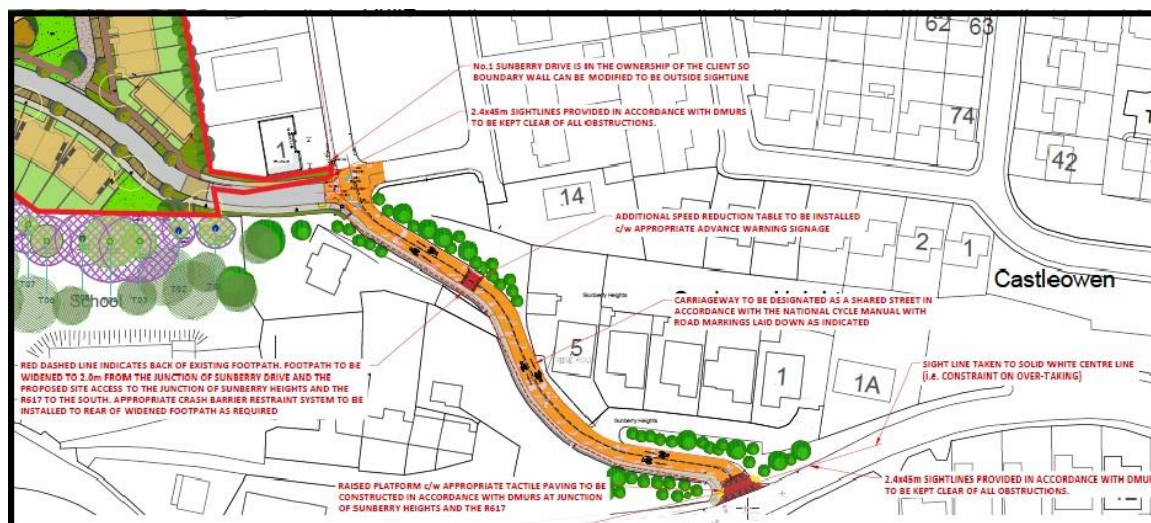 62
63
No.1 SUNBERRY DRIVE IS IN THE OWNERSHIP OF THE CLIENT SO
BOUNDARY WALL CAN BE MODIFIED TO BE OUTSIDE SIGHTLINE
2.4x45m SIGHTLINES PROVIDED IN ACCORDANCE WITH DMURS
TO BE KEPT CLEAR OF ALL OBSTRUCTIONS.
74
42
1
14
ADDITIONAL SPEED REDUCTION TABLE TO BE INSTALLED
c/w APPROPRIATE ADVANCE WARNING SIGNAGE
2
1
Castleowen
T07
T06
School
T03
T02
Sunberry Heights
CARRIAGEWAY TO BE DESIGNATED AS A SHARED STREET IN
ACCORDANCE WITH THE NATIONAL CYCLE MANUAL WITH
ROAD MARKINGS LAID DOWN AS INDICATED
5
1
1A
RED DASHED LINE INDICATES BACK OF EXISTING FOOTPATH. FOOTPATH TO BE
WIDENED TO 2.0m FROM THE JUNCTION OF SUNBERRY DRIVE AND THE
PROPOSED SITE ACCESS TO THE JUNCTION OF SUNBERRY HEIGHTS AND THE
R617 TO THE SOUTH. APPROPRIATE CRASH BARRIER RESTRAINT SYSTEM TO BE
INSTALLED TO REAR OF WIDENED FOOTPATH AS REQUIRED
SIGHT LINE TAKEN TO SOLID WHITE CENTRE LINE
(i.e. CONSTRAINT ON OVER-TAKING)
Sunberry Heights
RAISED PLATFORM c/w APPROPRIATE TACTILE PAVING TO BE
CONSTRUCTED IN ACCORDANCE WITH DMURS AT JUNCTION
OF SUNBERRY HEIGHTS AND THE R617
2.4x45m SIGHTLINES PROVIDED IN ACCORDANCE WITH DMUR
TO BE KEPT CLEAR OF ALL OBSTRUCTIONS.